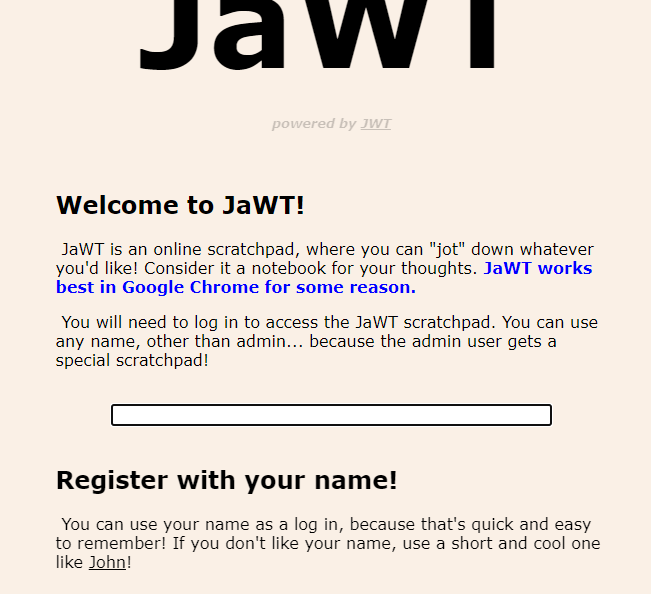 JaWT
powered by JWT
Welcome to JaWT!
JaWT is an online scratchpad, where you can "jot" down whatever
you'd like! Consider it a notebook for your thoughts. JaWT works
best in Google Chrome for some reason.
You will need to log in to access the JaWT scratchpad. You can use
any name, other than admin... because the admin user gets a
special scratchpad!
Register with your name!
You can use your name as a log in, because that's quick and easy
to remember! If you don't like your name, use a short and cool one
like John!